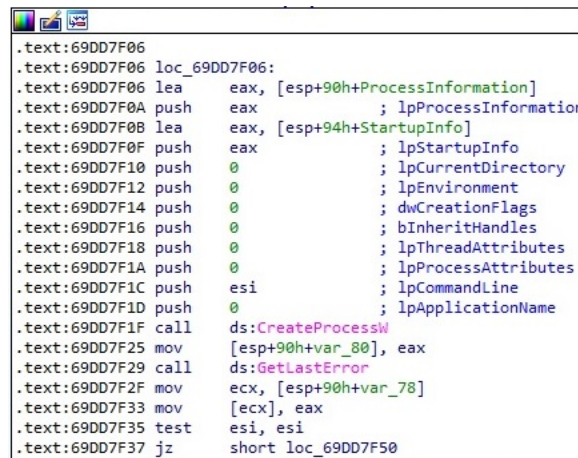 .text:69DD7F06
.text:69DD7F06 loc_69DD7F06:
.text:69DD7F06 lea     eax, [esp+90h+ProcessInformation]
.text:69DD7F0A push    eax             ; lpProcessInformation
.text:69DD7F0B lea     eax, [esp+94h+StartupInfo]
.text:69DD7F0F push    eax             ; lpStartupInfo
.text:69DD7F10 push    0               ; lpCurrentDirectory
.text:69DD7F12 push    0               ; lpEnvironment
.text:69DD7F14 push    0               ; dwCreationFlags
.text:69DD7F16 push    0               ; bInheritHandles
.text:69DD7F18 push    0               ; lpThreadAttributes
.text:69DD7F1A push    0               ; lpProcessAttributes
.text:69DD7F1C push    esi             ; lpCommandLine
.text:69DD7F1D push    0               ; lpApplicationName
.text:69DD7F1F call    ds:CreateProcessW
.text:69DD7F25 mov     [esp+90h+var_80], eax
.text:69DD7F29 call    ds:GetLastError
.text:69DD7F2F mov     ecx, [esp+90h+var_78]
.text:69DD7F33 mov     [ecx], eax
.text:69DD7F35 test    esi, esi
.text:69DD7F37 jz      short loc_69DD7F50